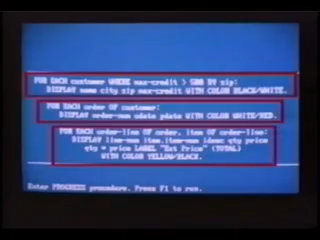 FOR EACH customer WHERE max-credit > 500 BY zip:
DISPLAY name city zip max-credit WITH COLOR BLACK/WHITE.
FOR EACH order OF customer:
DISPLAY order-num odate pdate WITH COLOR WHITE/RED.
FOR EACH order-line OF order, item OF order-line:
DISPLAY line-num item.item-num idesc qty price
qty * price LABEL "Ext Price" (TOTAL)
WITH COLOR YELLOW/BLACK.
Enter PROGRESS procedure. Press F1 to run.